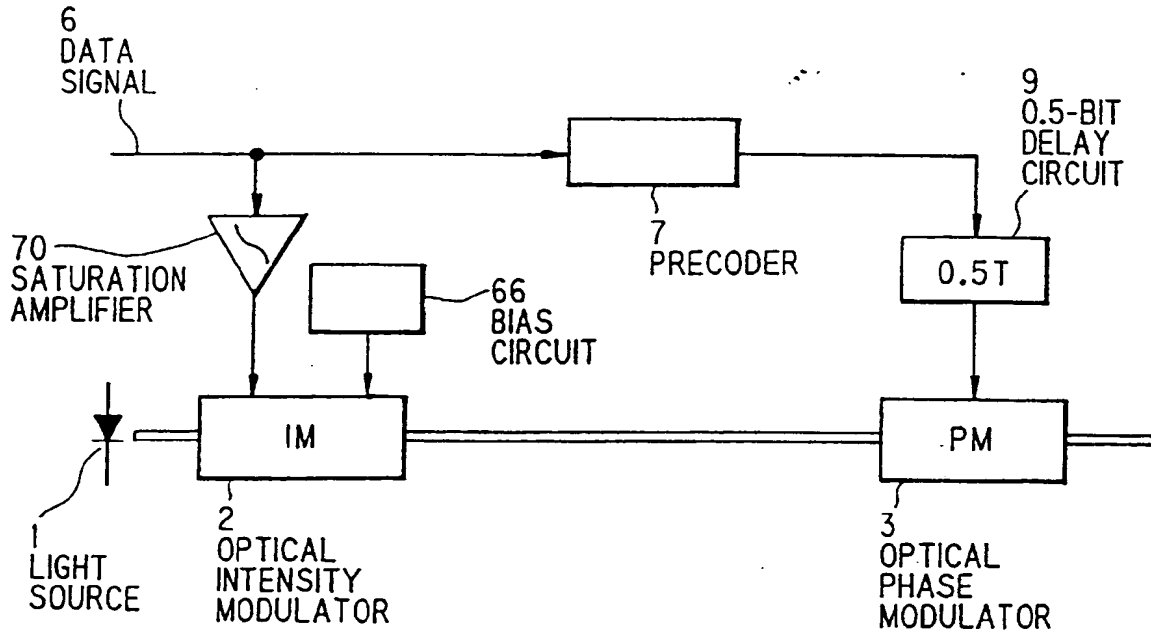 6
DATA
SIGNAL
9
0.5-BIT
DELAY
CIRCUIT
7
PRECODER
70
SATURATION
AMPLIFIER
66
BIAS
CIRCUIT
0.5T
IM
PM
1
LIGHT
SOURCE
2
OPTICAL
INTENSITY
MODULATOR
3
OPTICAL
PHASE
MODULATOR